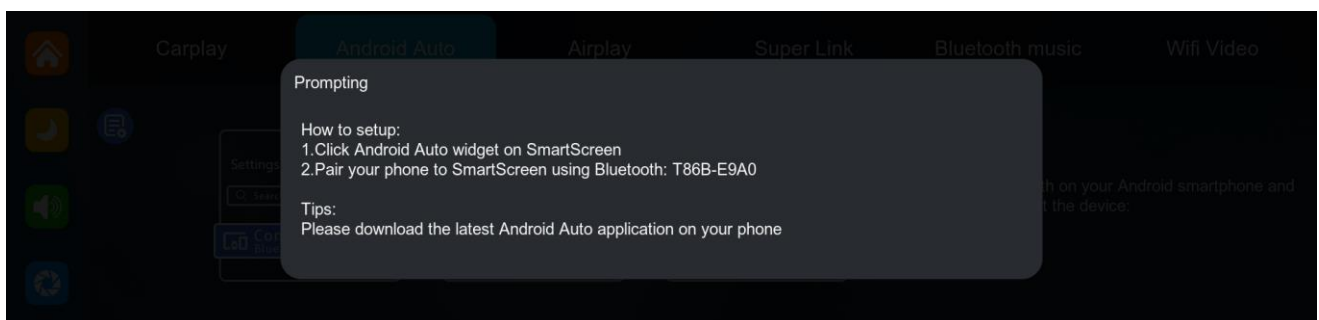 Carplay
Android Auto
Airplay
Super Link
Bluetooth music
Wifi Video
Prompting
How to setup:
1.Click Android Auto widget on SmartScreen
2.Pair your phone to SmartScreen using Bluetooth: T86B-E9A0
Tips:
Please download the latest Android Auto application on your phone
Settings
on your Android smartphone and
the device: